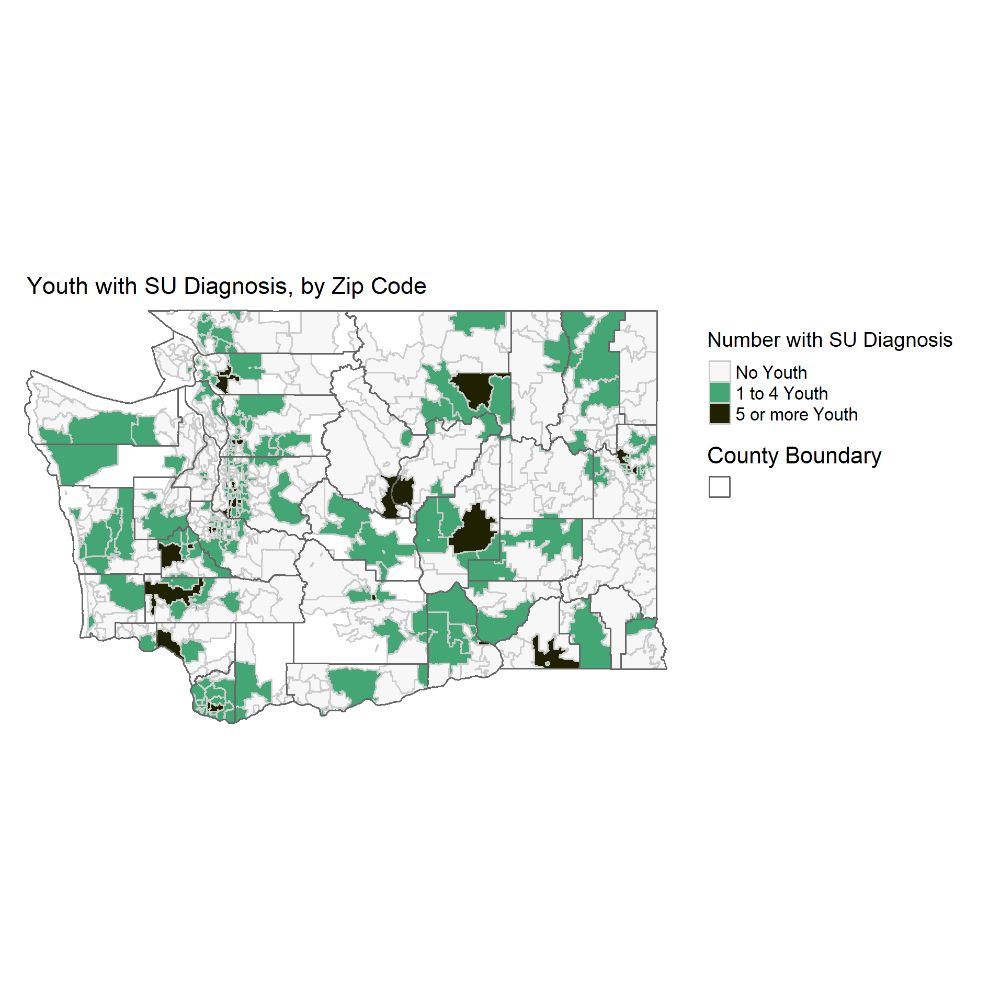 Youth with SU Diagnosis, by Zip Code
Number with SU Diagnosis
No Youth
1 to 4 Youth
5 or more Youth
County Boundary